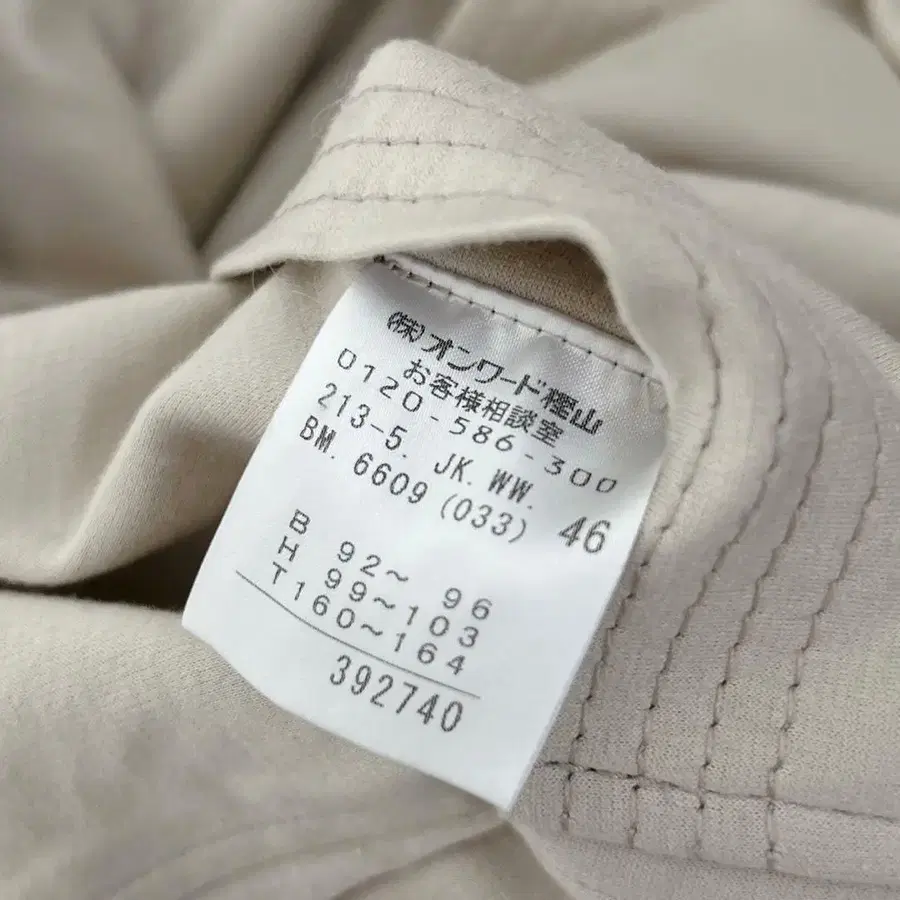 (株)オンワード樫山
お客様相談室
0120-586-300
213-5. JK. WW.
BM. 6609 (033) 46
B 92～ 96
H 99～103
T160～164
392740